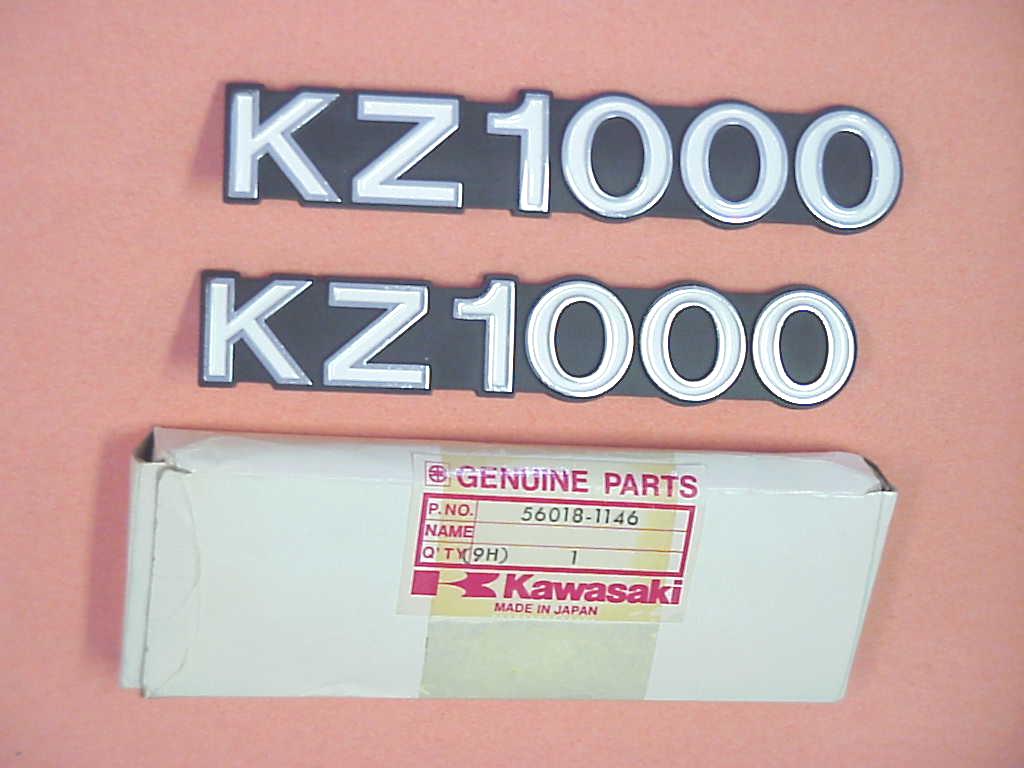 KZ1000
KZ1000
GENUINE PARTS
P. NO. 56018-1146
NAME
Q'TY (9H) 1
Kawasaki
MADE IN JAPAN